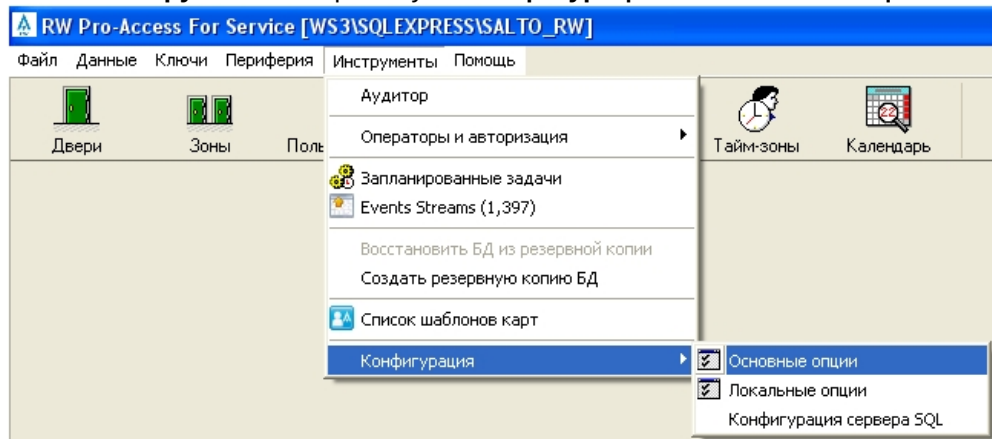 RW Pro-Access For Service [WS3\SQLEXPRESS\SALTO_RW]
Файл Данные Ключи Периферия Инструменты Помощь
Двери Зоны Тайм-зоны Календарь
Аудитор
Операторы и авторизация
Запланированные задачи
Events Streams (1,397)
Восстановить БД из резервной копии
Создать резервную копию БД
Список шаблонов карт
Конфигурация
Основные опции
Локальные опции
Конфигурация сервера SQL